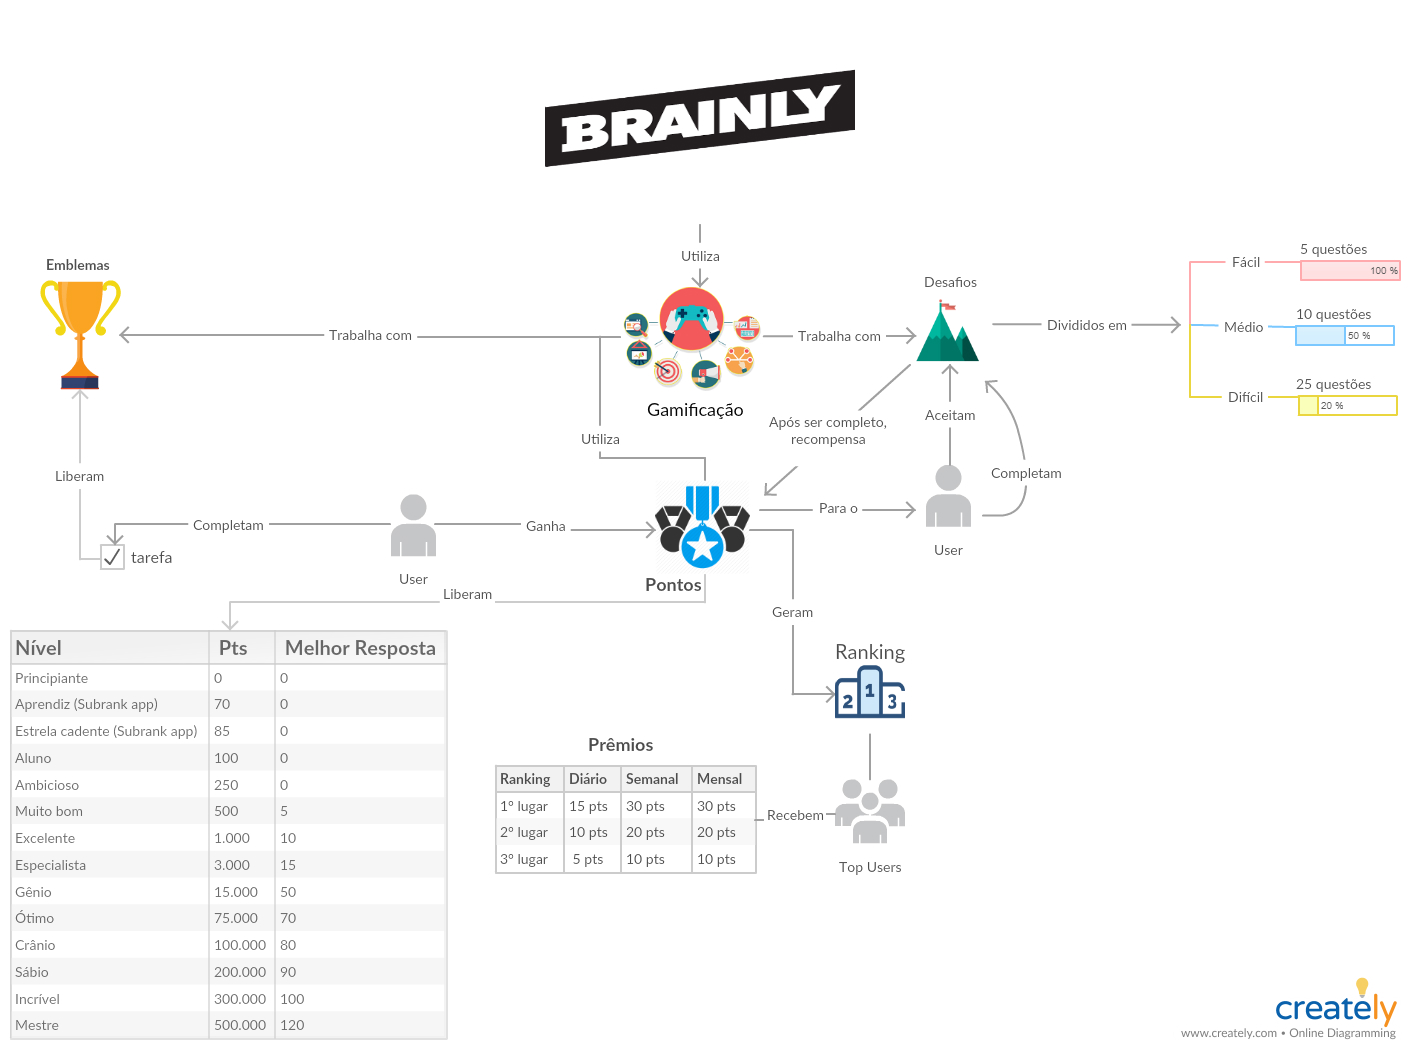 BRAINLY
Utiliza
Emblemas
Trabalha com
Trabalha com
Desafios
Divididos em
Fácil
5 questões
100 %
Médio
10 questões
50 %
Difícil
25 questões
20 %
Gamificação
Utiliza
Após ser completo,
recompensa
Aceitam
Completam
Liberam
Completam
tarefa
User
Ganha
Pontos
Para o
User
Liberam
Geram
Nível Pts Melhor Resposta
Principiante 0 0
Aprendiz (Subrank app) 70 0
Estrela cadente (Subrank app) 85 0
Aluno 100 0
Ambicioso 250 0
Muito bom 500 5
Excelente 1.000 10
Especialista 3.000 15
Gênio 15.000 50
Ótimo 75.000 70
Crânio 100.000 80
Sábio 200.000 90
Incrível 300.000 100
Mestre 500.000 120
Ranking
2 1 3
Prêmios
Ranking Diário Semanal Mensal
1º lugar 15 pts 30 pts 30 pts
2º lugar 10 pts 20 pts 20 pts
3º lugar 5 pts 10 pts 10 pts
Recebem
Top Users
creately
www.creately.com • Online Diagramming